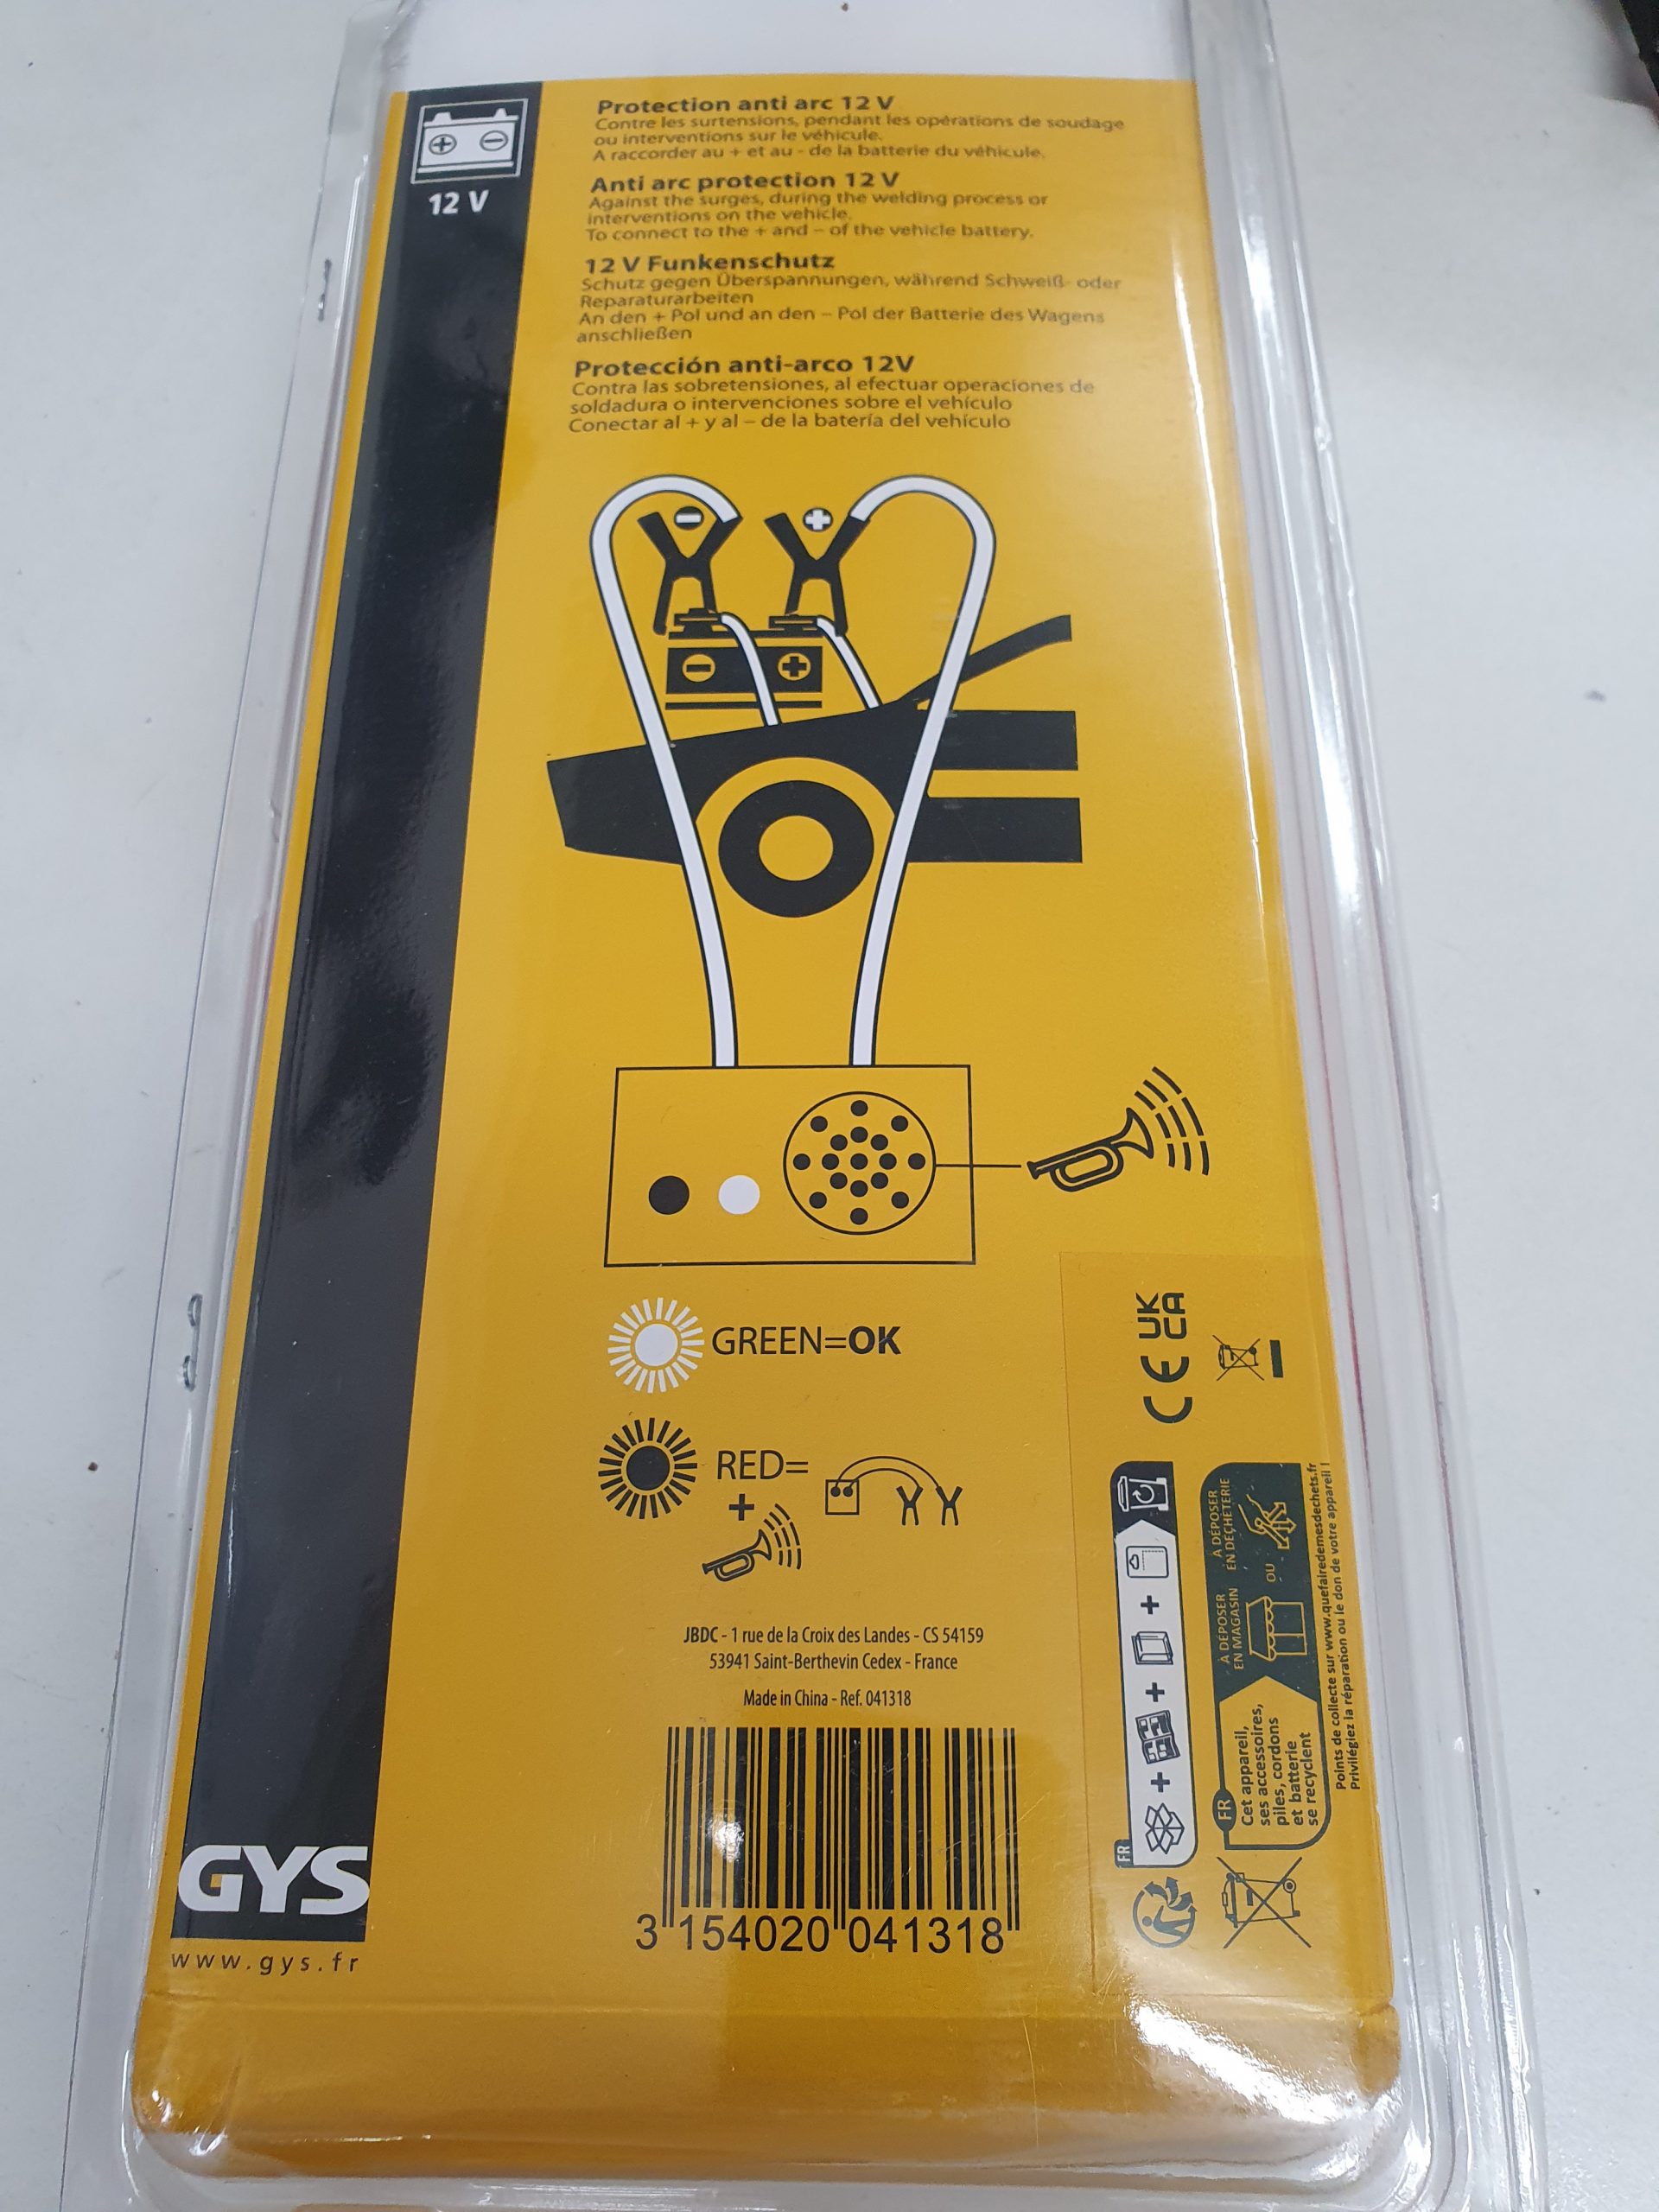 12 V
Protection anti arc 12 V
Contre les surtensions, pendant les opérations de soudage
ou interventions sur le véhicule.
A raccorder au + et au - de la batterie du véhicule.
Anti arc protection 12 V
Against the surges, during the welding process or
interventions on the vehicle.
To connect to the + and – of the vehicle battery.
12 V Funkenschutz
Schutz gegen Überspannungen, während Schweiß- oder
Reparaturarbeiten
An den + Pol und an den – Pol der Batterie des Wagens
anschließen
Protección anti-arco 12V
Contra las sobretensiones, al efectuar operaciones de
soldadura o intervenciones sobre el vehículo
Conectar al + y al – de la batería del vehículo
GREEN=OK
RED=
+
JBDC - 1 rue de la Croix des Landes - CS 54159
53941 Saint-Berthevin Cedex - France
Made in China - Ref. 041318
3 154020 041318
GYS
www.gys.fr
CE UK
CA
FR
+ + +
FR
Cet appareil,
ses accessoires,
piles, cordons
et batterie
se recyclent
À DÉPOSER
EN MAGASIN
OU
À DÉPOSER
EN DÉCHÈTERIE
Points de collecte sur www.quefairedemesdechets.fr
Privilégiez la réparation ou le don de votre appareil !